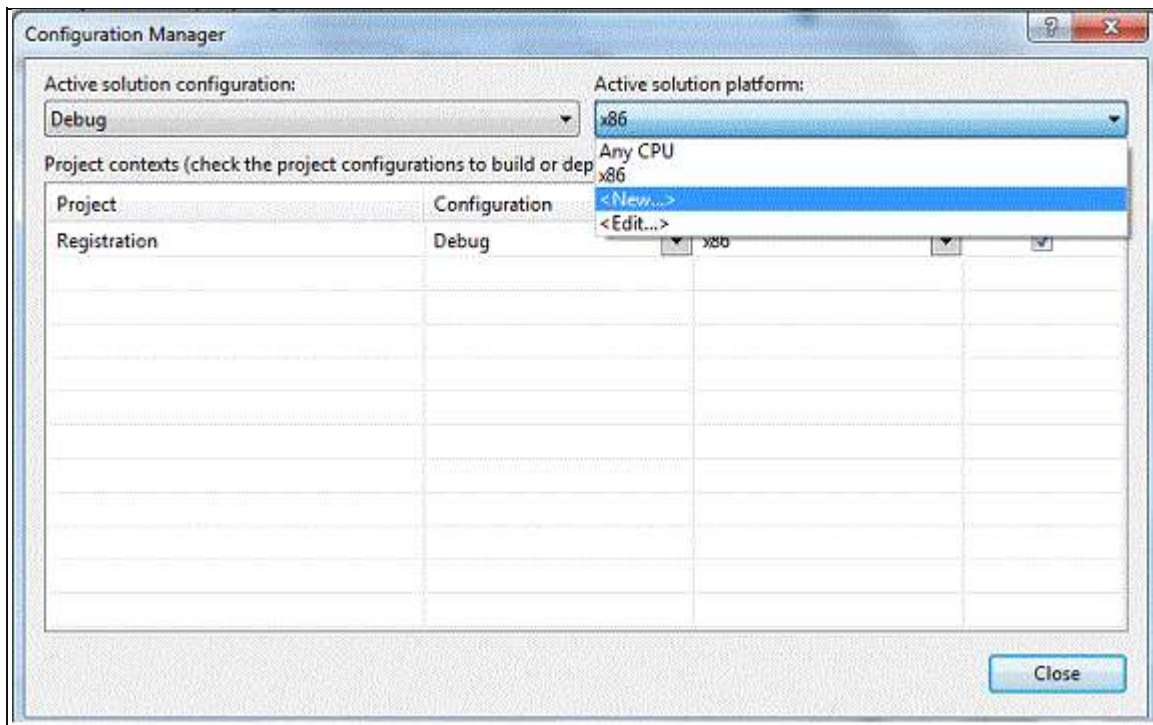 Configuration Manager
Active solution configuration:
Active solution platform:
Debug
x86
Any CPU
Project contexts (check the project configurations to build or dep
x86
<New...>
Project
Configuration
<Edit...>
Registration
Debug
x86
Close